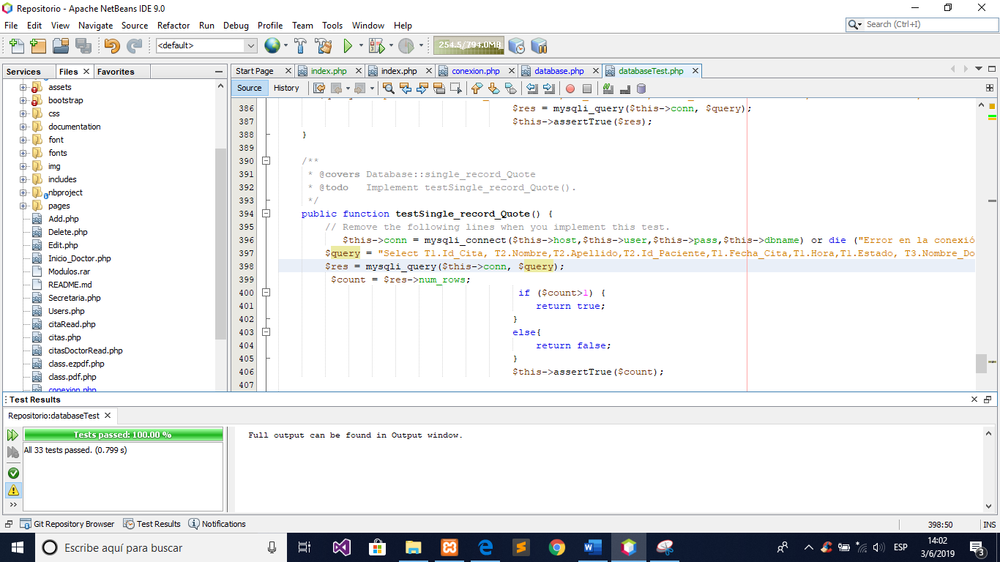 Repositorio - Apache NetBeans IDE 9.0
File Edit View Navigate Source Refactor Run Debug Profile Team Tools Window Help
Search (Ctrl+I)
<default>
254.5/794.0MB
Services Files Favorites
Start Page index.php index.php conexion.php database.php databaseTest.php
Source History
assets
bootstrap
css
documentation
font
fonts
img
includes
nbproject
pages
Add.php
Delete.php
Edit.php
Inicio_Doctor.php
Modulos.rar
README.md
Secretaria.php
Users.php
citaRead.php
citas.php
citasDoctorRead.php
class.ezpdf.php
class.pdf.php
conexion.php
386 $res = mysqli_query($this->conn, $query);
387 $this->assertTrue($res);
388 }
389
390 /**
391 * @covers Database::single_record_Quote
392 * @todo Implement testSingle_record_Quote().
393 */
394 public function testSingle_record_Quote() {
395 // Remove the following lines when you implement this test.
396 $this->conn = mysqli_connect($this->host,$this->user,$this->pass,$this->dbname) or die ("Error en la conexió
397 $query = "Select T1.Id_Cita, T2.Nombre,T2.Apellido,T2.Id_Paciente,T1.Fecha_Cita,T1.Hora,T1.Estado, T3.Nombre_Do
398 $res = mysqli_query($this->conn, $query);
399 $count = $res->num_rows;
400 if ($count>1) {
401 return true;
402 }
403 else{
404 return false;
405 }
406 $this->assertTrue($count);
407
Test Results
Repositorio:databaseTest
Tests passed: 100.00 %
All 33 tests passed. (0.799 s)
Full output can be found in Output window.
Git Repository Browser Test Results Notifications
398:50 INS
Escribe aquí para buscar
ESP
14:02
3/6/2019
3